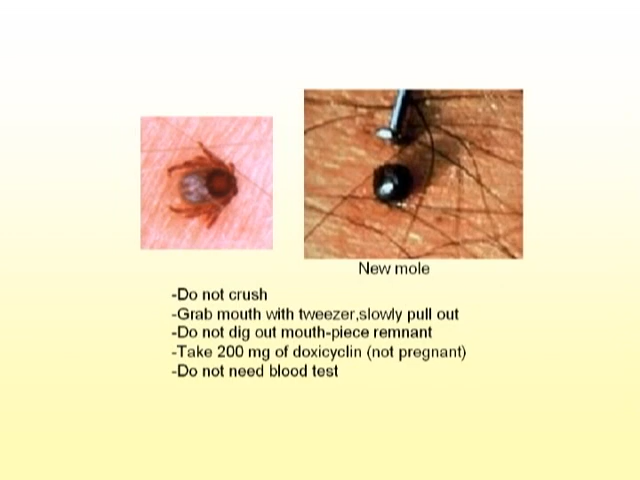 New mole
-Do not crush
-Grab mouth with tweezer,slowly pull out
-Do not dig out mouth-piece remnant
-Take 200 mg of doxicyclin (not pregnant)
-Do not need blood test